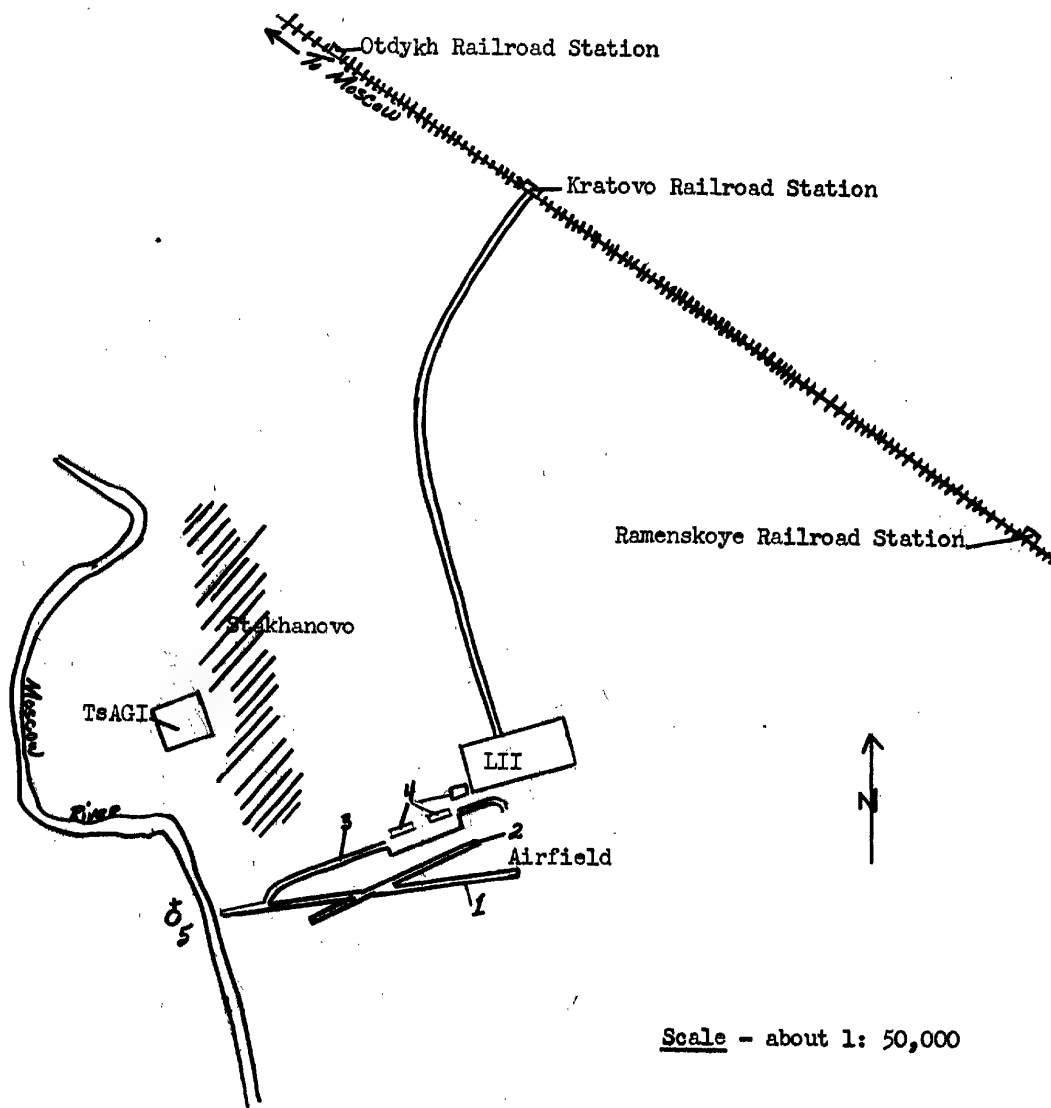 Otdykh Railroad Station
To Moscow
Kratovo Railroad Station
Ramenskoye Railroad Station
Stakhanovo
Moscow
TsAGI
LII
River
4
3
2
Airfield
1
N
5
Scale - about 1: 50,000